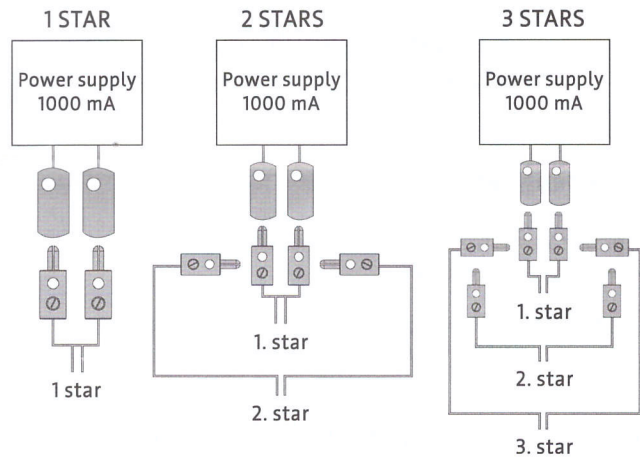 1 STAR
Power supply
1000 mA
1 star
2 STARS
Power supply
1000 mA
1. star
2. star
3 STARS
Power supply
1000 mA
1. star
2. star
3. star